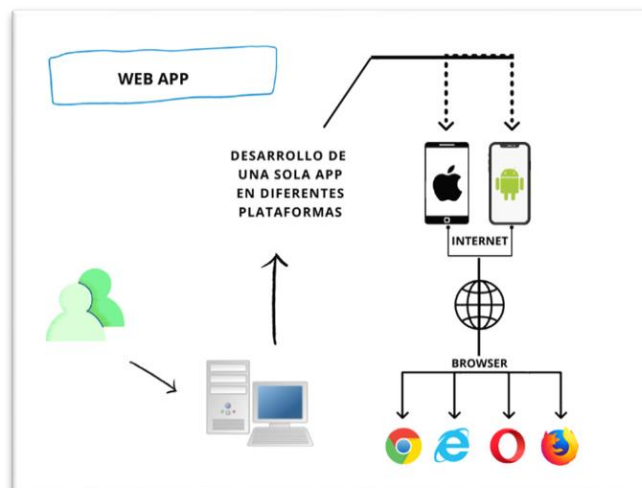 WEB APP
DESARROLLO DE
UNA SOLA APP
EN DIFERENTES
PLATAFORMAS
INTERNET
BROWSER